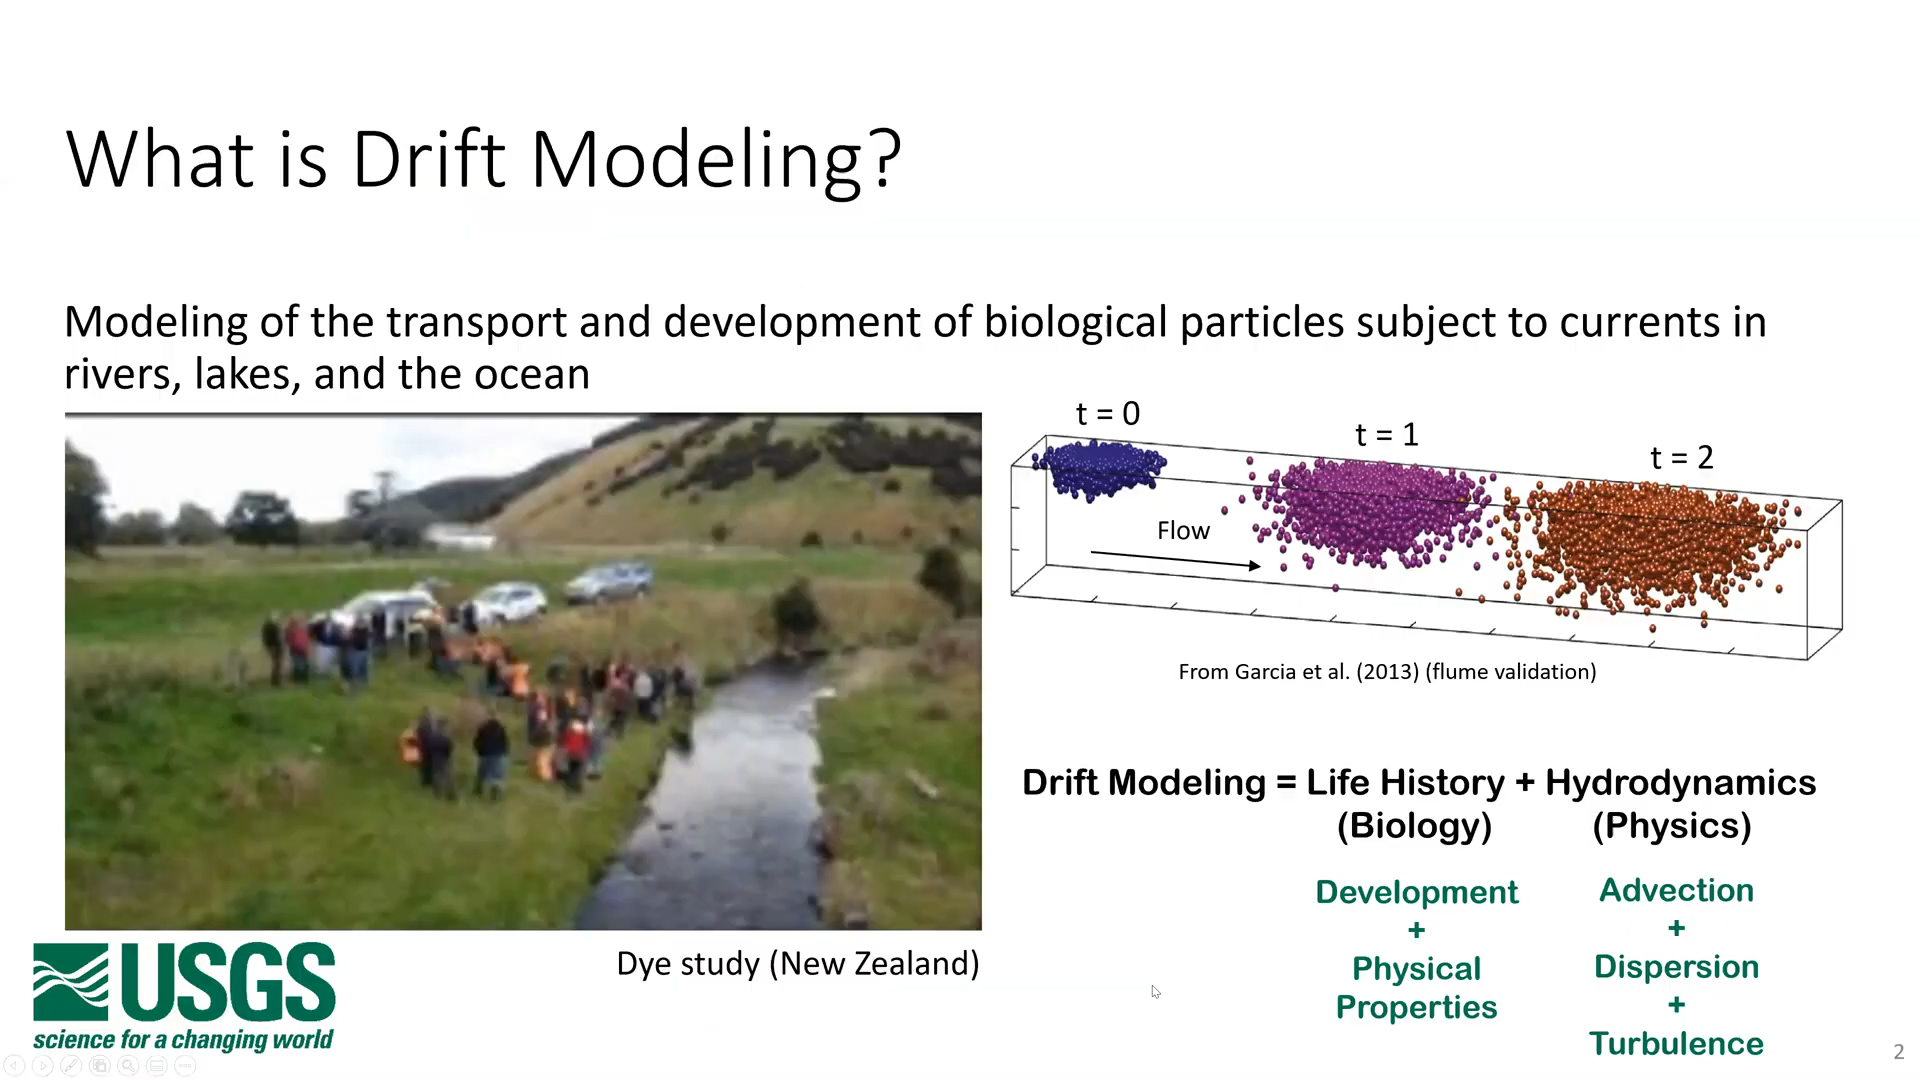 What is Drift Modeling?
Modeling of the transport and development of biological particles subject to currents in
rivers, lakes, and the ocean
t = 0
t = 1
t = 2
Flow
From Garcia et al. (2013) (flume validation)
Drift Modeling = Life History + Hydrodynamics
(Biology) (Physics)
Development
+
Physical
Properties
Advection
+
Dispersion
+
Turbulence
Dye study (New Zealand)
USGS
science for a changing world
2